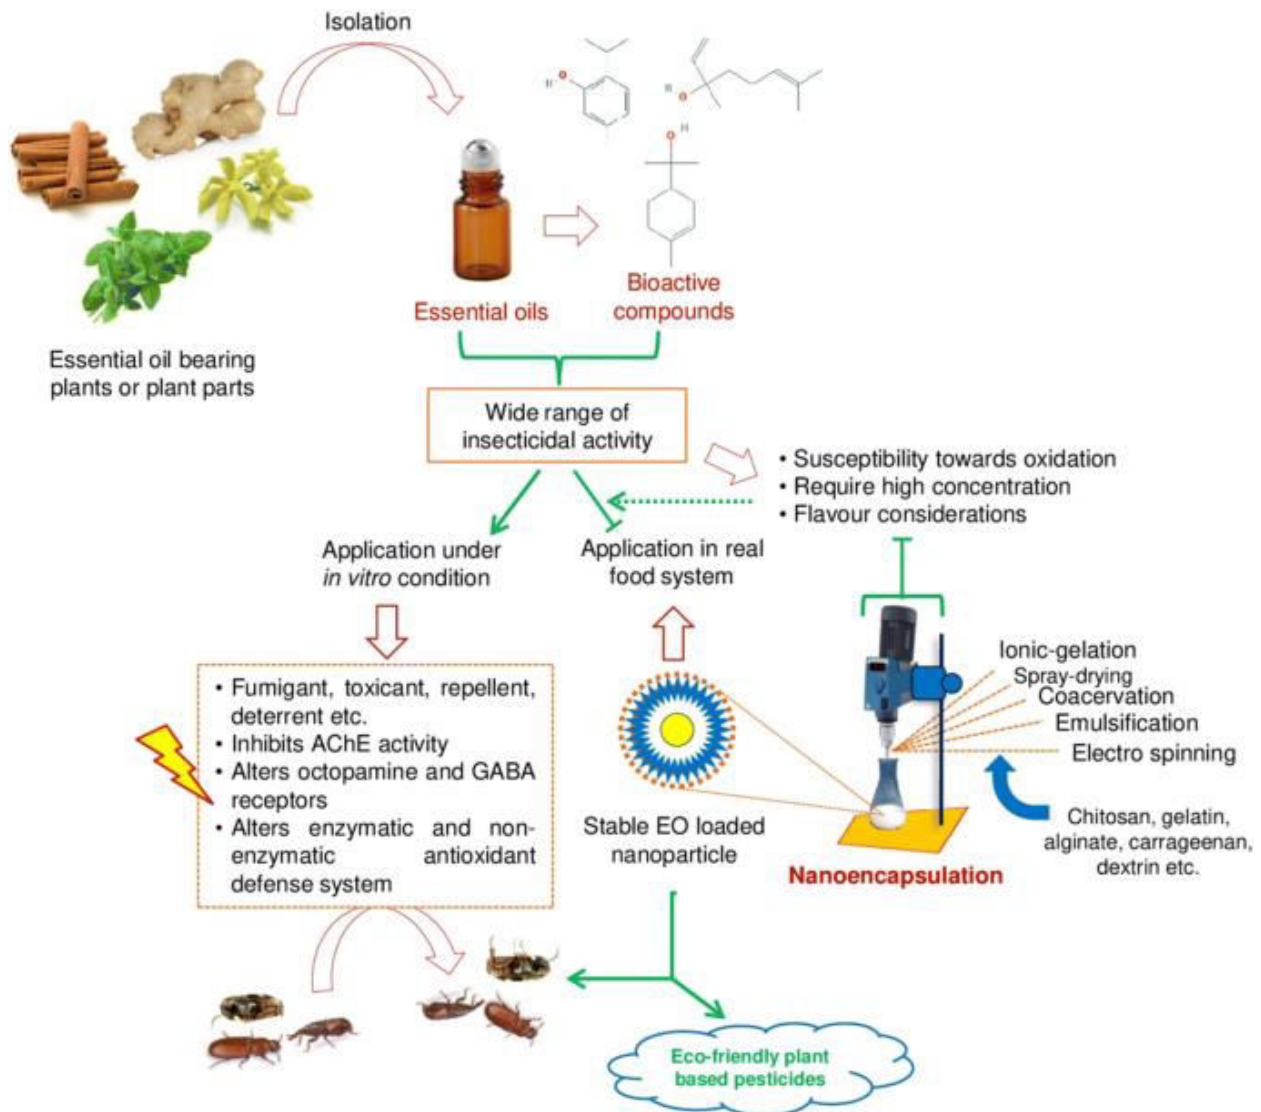 Isolation
H
O
H
O
O
H
Essential oils
Bioactive
compounds
Essential oil bearing
plants or plant parts
Wide range of
insecticidal activity
• Susceptibility towards oxidation
• Require high concentration
• Flavour considerations
Application under
in vitro condition
Application in real
food system
• Fumigant, toxicant, repellent,
deterrent etc.
• Inhibits AChE activity
• Alters octopamine and GABA
receptors
• Alters enzymatic and non-
enzymatic antioxidant
defense system
Stable EO loaded
nanoparticle
Ionic-gelation
Spray-drying
Coacervation
Emulsification
Electro spinning
Chitosan, gelatin,
alginate, carrageenan,
dextrin etc.
Nanoencapsulation
Eco-friendly plant
based pesticides